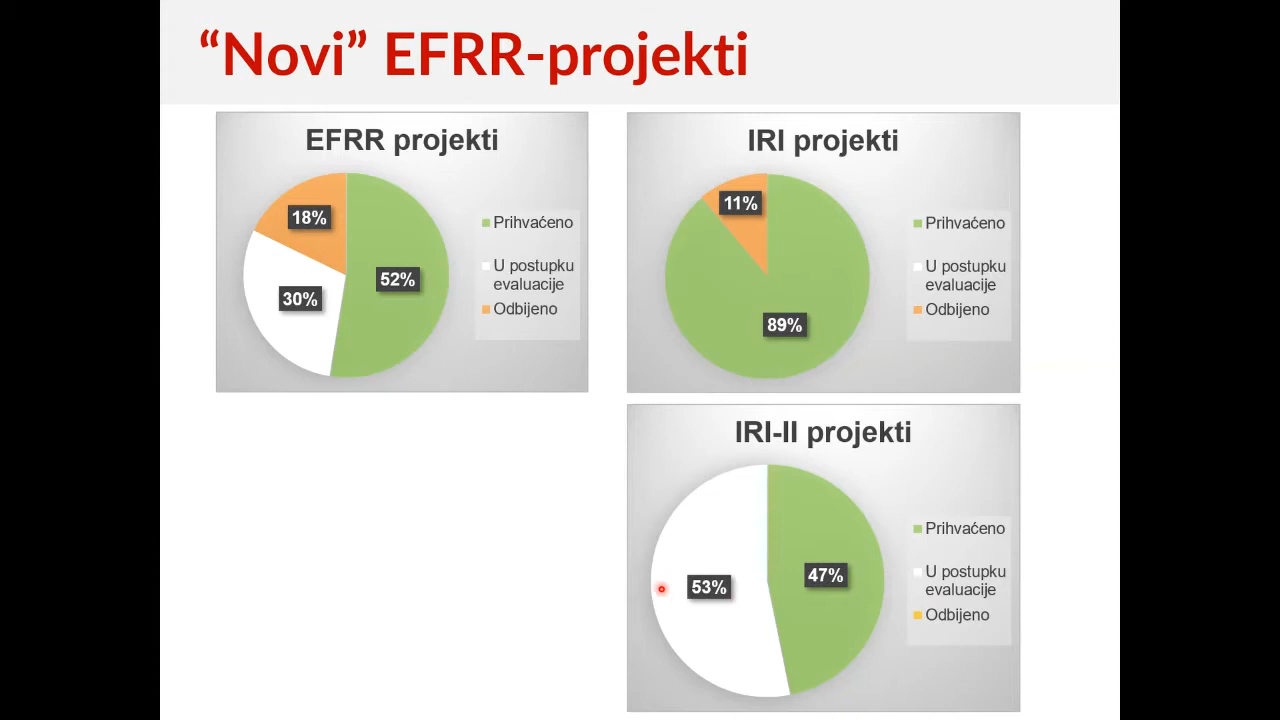 “Novi” EFRR-projekti
EFRR projekti
18%
52%
30%
Prihvaćeno
U postupku
evaluacije
Odbijeno
IRI projekti
11%
89%
Prihvaćeno
U postupku
evaluacije
Odbijeno
IRI-II projekti
53%
47%
Prihvaćeno
U postupku
evaluacije
Odbijeno